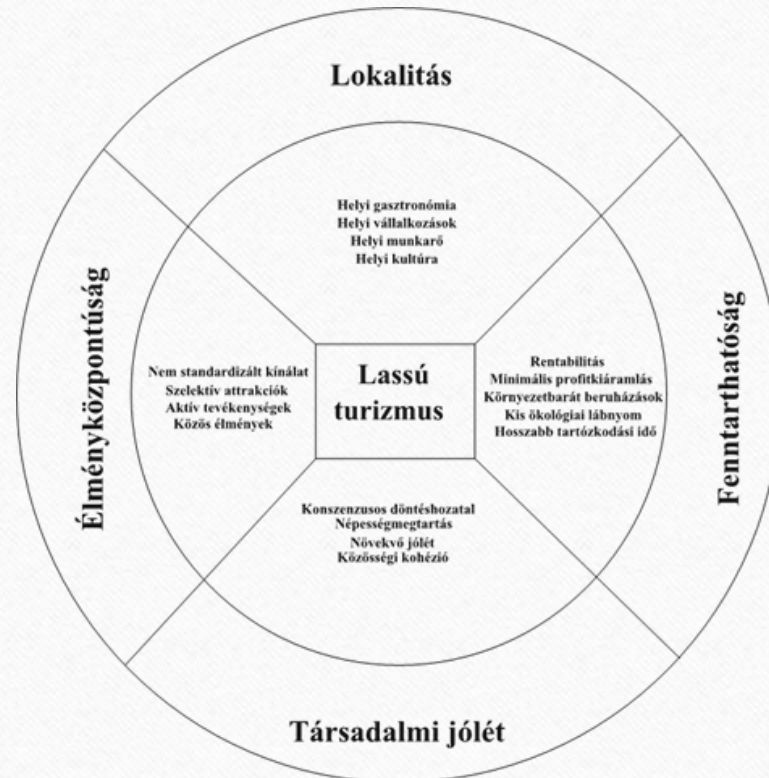 Lokalitás
Helyi gasztronómia
Helyi vállalkozások
Helyi munkarő
Helyi kultúra
Élményközpontúság
Nem standardizált kínálat
Szelektív attrakciók
Aktív tevékenységek
Közös élmények
Lassú
turizmus
Rentabilitás
Minimális profitkiáramlás
Környezetbarát beruházások
Kis ökológiai lábnyom
Hosszabb tartózkodási idő
Fenntarthatóság
Konszenzusos döntéshozatal
Népességmegtartás
Növekvő jólét
Közösségi kohézió
Társadalmi jólét